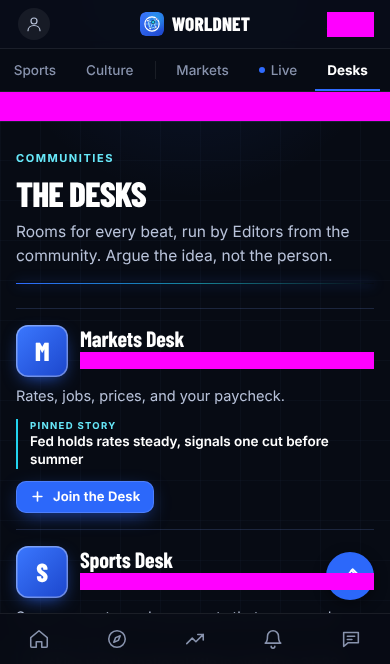 WORLDNET
Sports Culture Markets Live Desks
COMMUNITIES
THE DESKS
Rooms for every beat, run by Editors from the
community. Argue the idea, not the person.
M
Markets Desk
Rates, jobs, prices, and your paycheck.
PINNED STORY
Fed holds rates steady, signals one cut before
summer
Join the Desk
S
Sports Desk